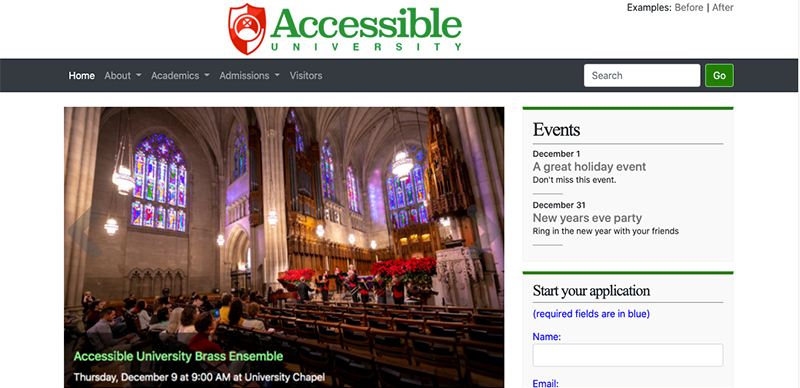 Examples: Before | After
Accessible
UNIVERSITY
Home About Academics Admissions Visitors
Search Go
Accessible University Brass Ensemble
Thursday, December 9 at 9:00 AM at University Chapel
Events
December 1
A great holiday event
Don't miss this event.
December 31
New years eve party
Ring in the new year with your friends
Start your application
(required fields are in blue)
Name:
Email: